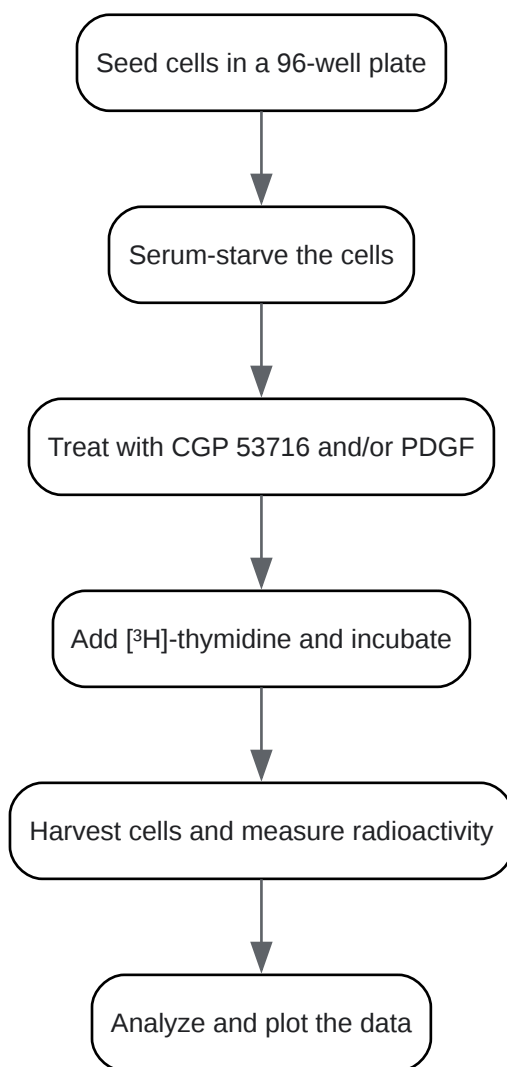 Seed cells in a 96-well plate
Serum-starve the cells
Treat with CGP 53716 and/or PDGF
Add [³H]-thymidine and incubate
Harvest cells and measure radioactivity
Analyze and plot the data